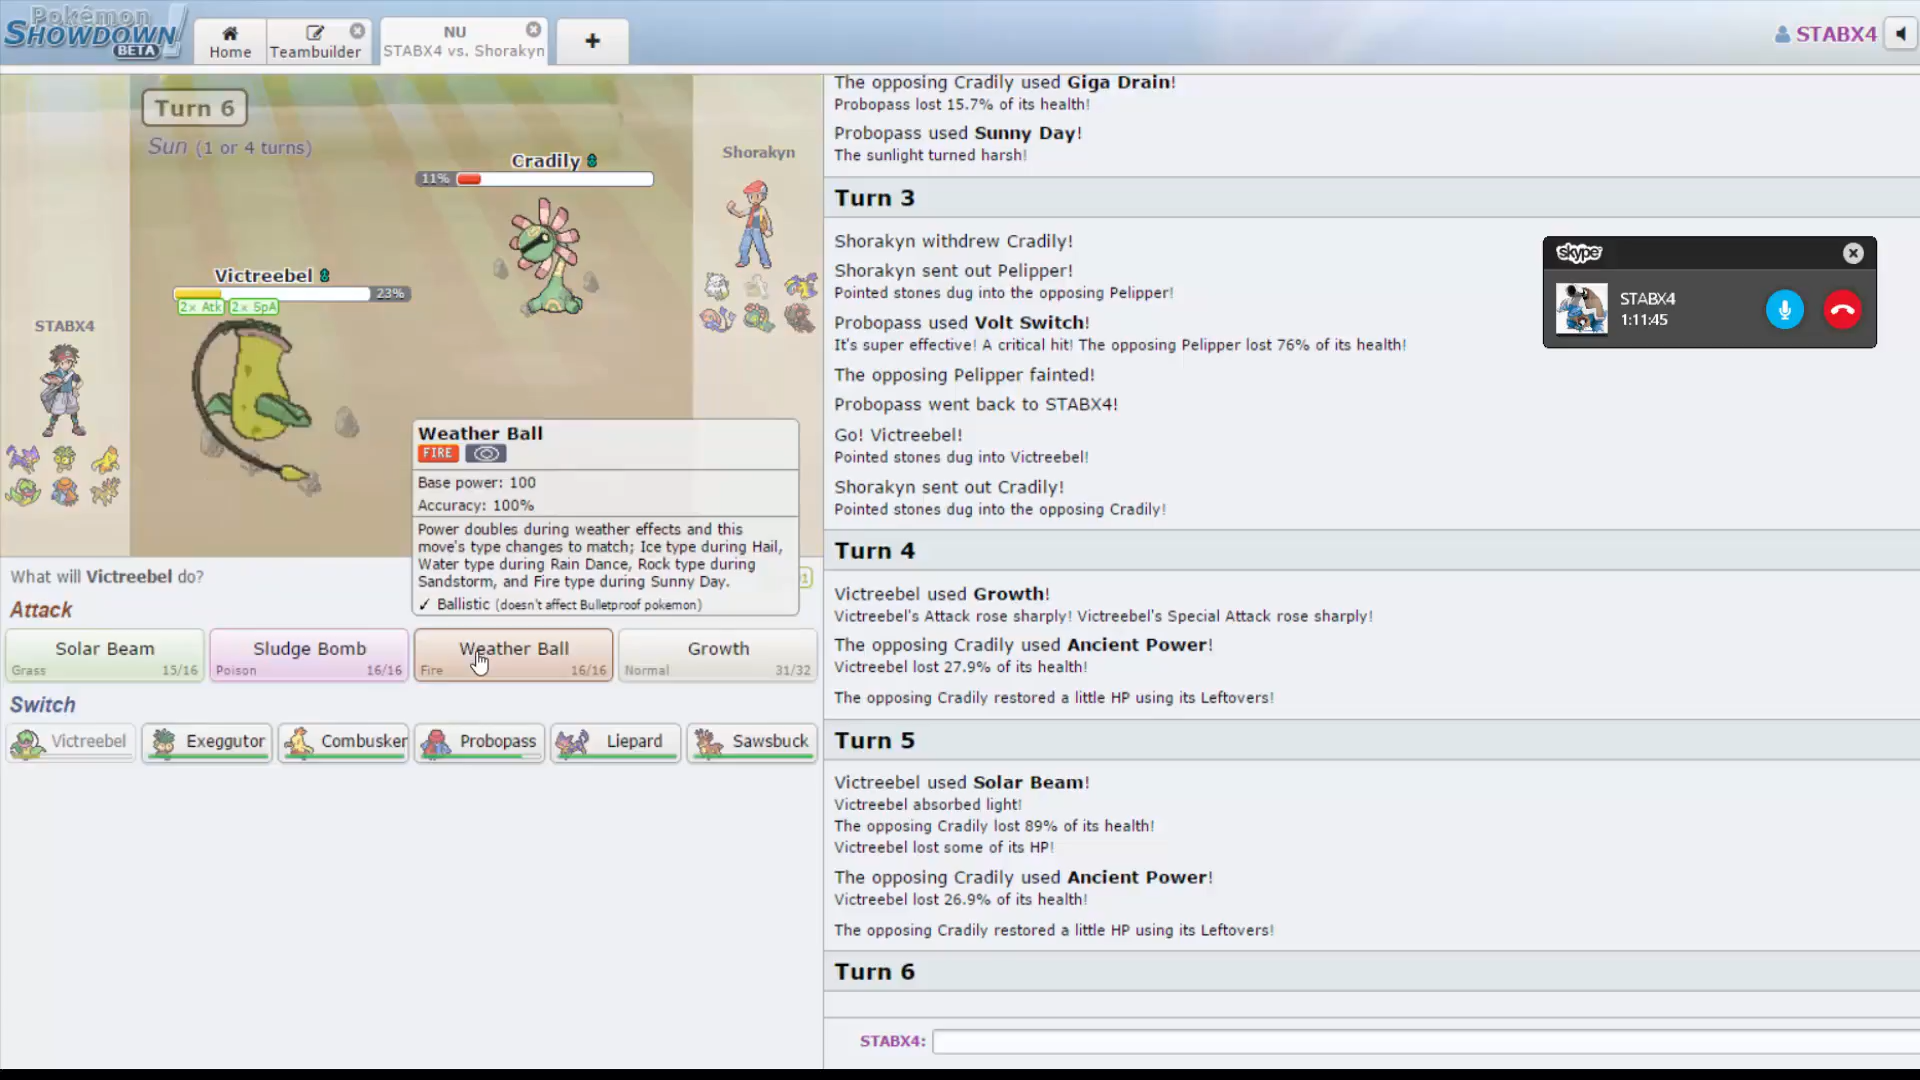 Pokémon
SHOWDOWN
BETA
Home
Teambuilder
NU
STABX4 vs. Shorakyn
+
STABX4
Turn 6
Sun (1 or 4 turns)
Cradily
11%
Shorakyn
Victreebel
23%
2x Atk 2x SpA
STABX4
Weather Ball
FIRE
Base power: 100
Accuracy: 100%
Power doubles during weather effects and this
move's type changes to match; Ice type during Hail,
Water type during Rain Dance, Rock type during
Sandstorm, and Fire type during Sunny Day.
✓ Ballistic (doesn't affect Bulletproof pokemon)
What will Victreebel do?
Attack
Solar Beam
Grass 15/16
Sludge Bomb
Poison 16/16
Weather Ball
Fire 16/16
Growth
Normal 31/32
Switch
Victreebel
Exeggutor
Combusker
Probopass
Liepard
Sawsbuck
The opposing Cradily used Giga Drain!
Probopass lost 15.7% of its health!
Probopass used Sunny Day!
The sunlight turned harsh!
Turn 3
Shorakyn withdrew Cradily!
Shorakyn sent out Pelipper!
Pointed stones dug into the opposing Pelipper!
Probopass used Volt Switch!
It's super effective! A critical hit! The opposing Pelipper lost 76% of its health!
The opposing Pelipper fainted!
Probopass went back to STABX4!
Go! Victreebel!
Pointed stones dug into Victreebel!
Shorakyn sent out Cradily!
Pointed stones dug into the opposing Cradily!
Turn 4
Victreebel used Growth!
Victreebel's Attack rose sharply! Victreebel's Special Attack rose sharply!
The opposing Cradily used Ancient Power!
Victreebel lost 27.9% of its health!
The opposing Cradily restored a little HP using its Leftovers!
Turn 5
Victreebel used Solar Beam!
Victreebel absorbed light!
The opposing Cradily lost 89% of its health!
Victreebel lost some of its HP!
The opposing Cradily used Ancient Power!
Victreebel lost 26.9% of its health!
The opposing Cradily restored a little HP using its Leftovers!
Turn 6
STABX4:
skype
STABX4
1:11:45